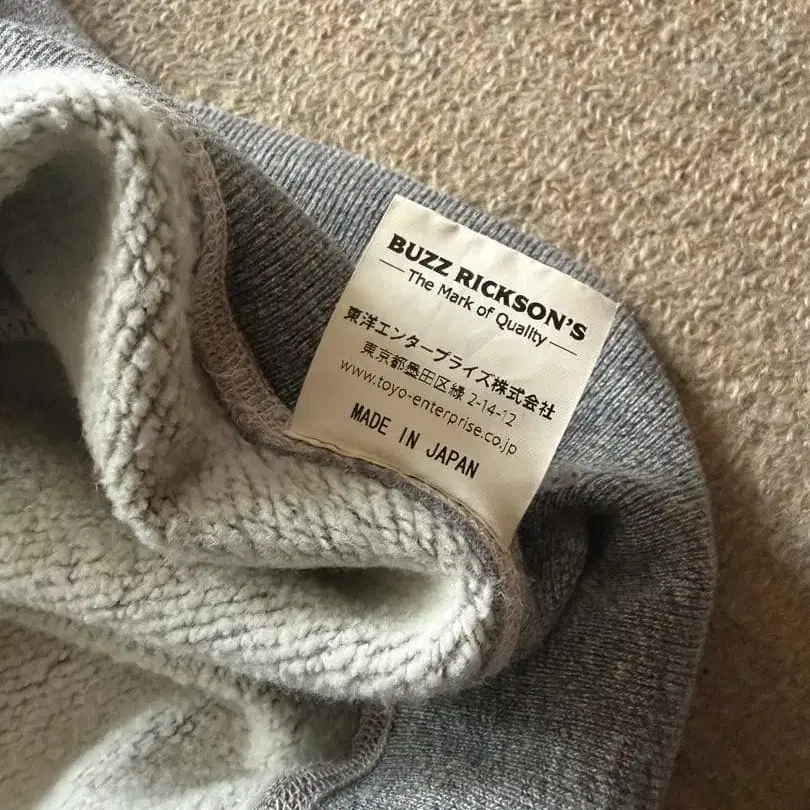 BUZZ RICKSON'S
The Mark of Quality
東洋エンタープライズ株式会社
東京都墨田区緑 2-14-12
www.toyo-enterprise.co.jp
MADE IN JAPAN